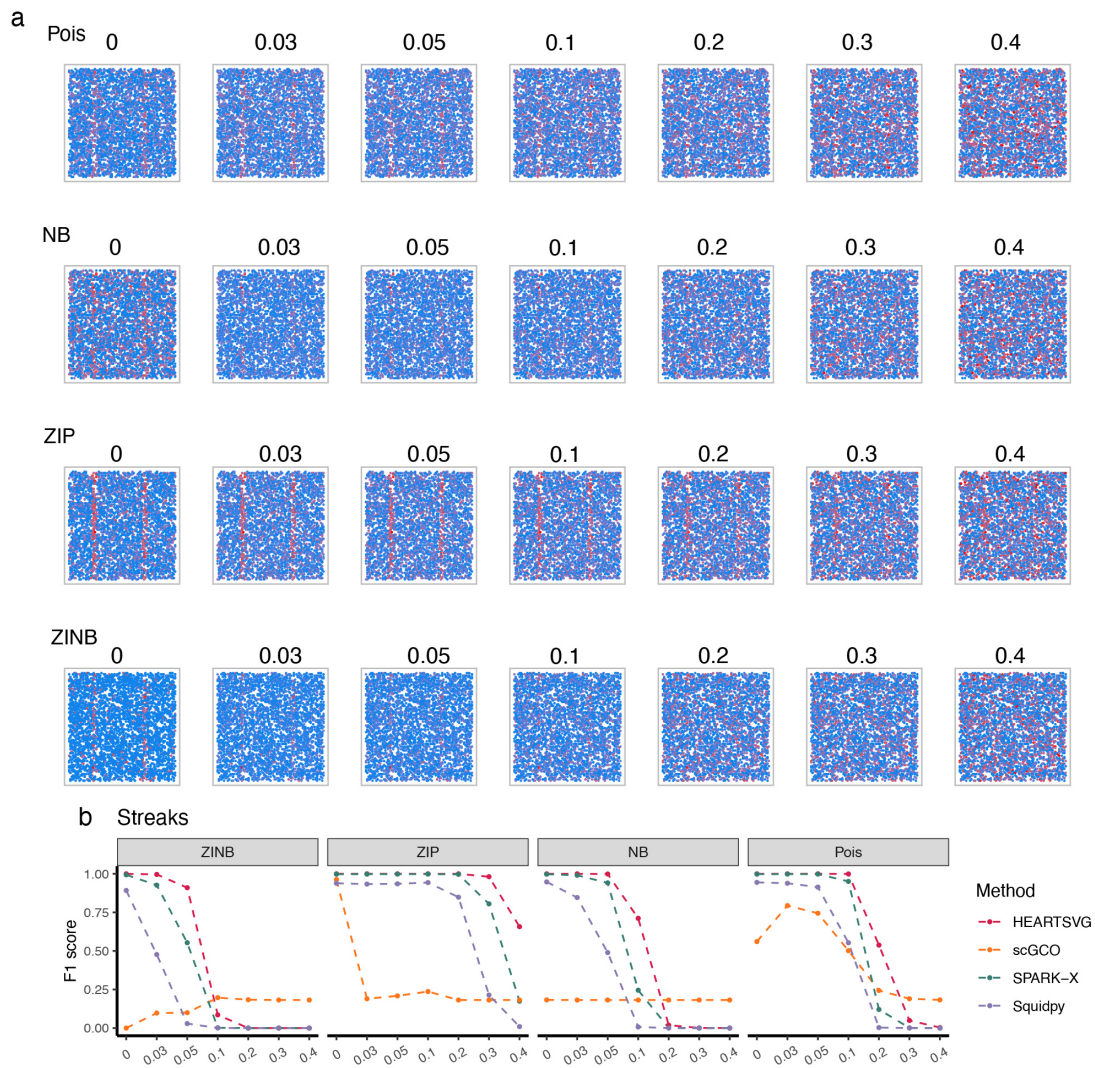 a
Pois
0 0.03 0.05 0.1 0.2 0.3 0.4
NB
0 0.03 0.05 0.1 0.2 0.3 0.4
ZIP
0 0.03 0.05 0.1 0.2 0.3 0.4
ZINB
0 0.03 0.05 0.1 0.2 0.3 0.4
b Streaks
ZINB ZIP NB Pois
F1 score
1.00
0.75
0.50
0.25
0.00
0 0.03 0.05 0.1 0.2 0.3 0.4 0 0.03 0.05 0.1 0.2 0.3 0.4 0 0.03 0.05 0.1 0.2 0.3 0.4 0 0.03 0.05 0.1 0.2 0.3 0.4
Method
HEARTSVG
scGCO
SPARK−X
Squidpy